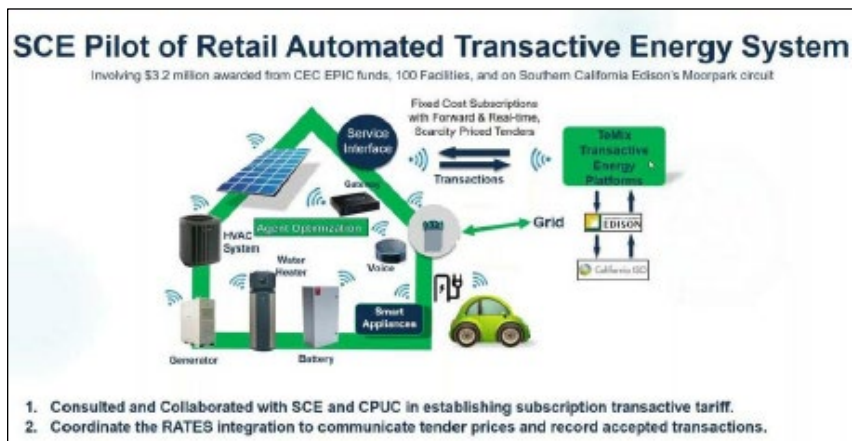 SCE Pilot of Retail Automated Transactive Energy System
Involving $3.2 million awarded from CEC EPIC funds, 100 Facilities, and on Southern California Edison's Moorpark circuit
Fixed Cost Subscriptions
with Forward & Real-time,
Scarcity Priced Tenders
Service
Interface
TeMix
Transactive
Energy
Platforms
Transactions
Gateway
Agent Optimization
HVAC
System
Grid
EDISON
Water
Heater
Voice
California ISO
Smart
Appliances
Generator
Battery
1. Consulted and Collaborated with SCE and CPUC in establishing subscription transactive tariff.
2. Coordinate the RATES integration to communicate tender prices and record accepted transactions.